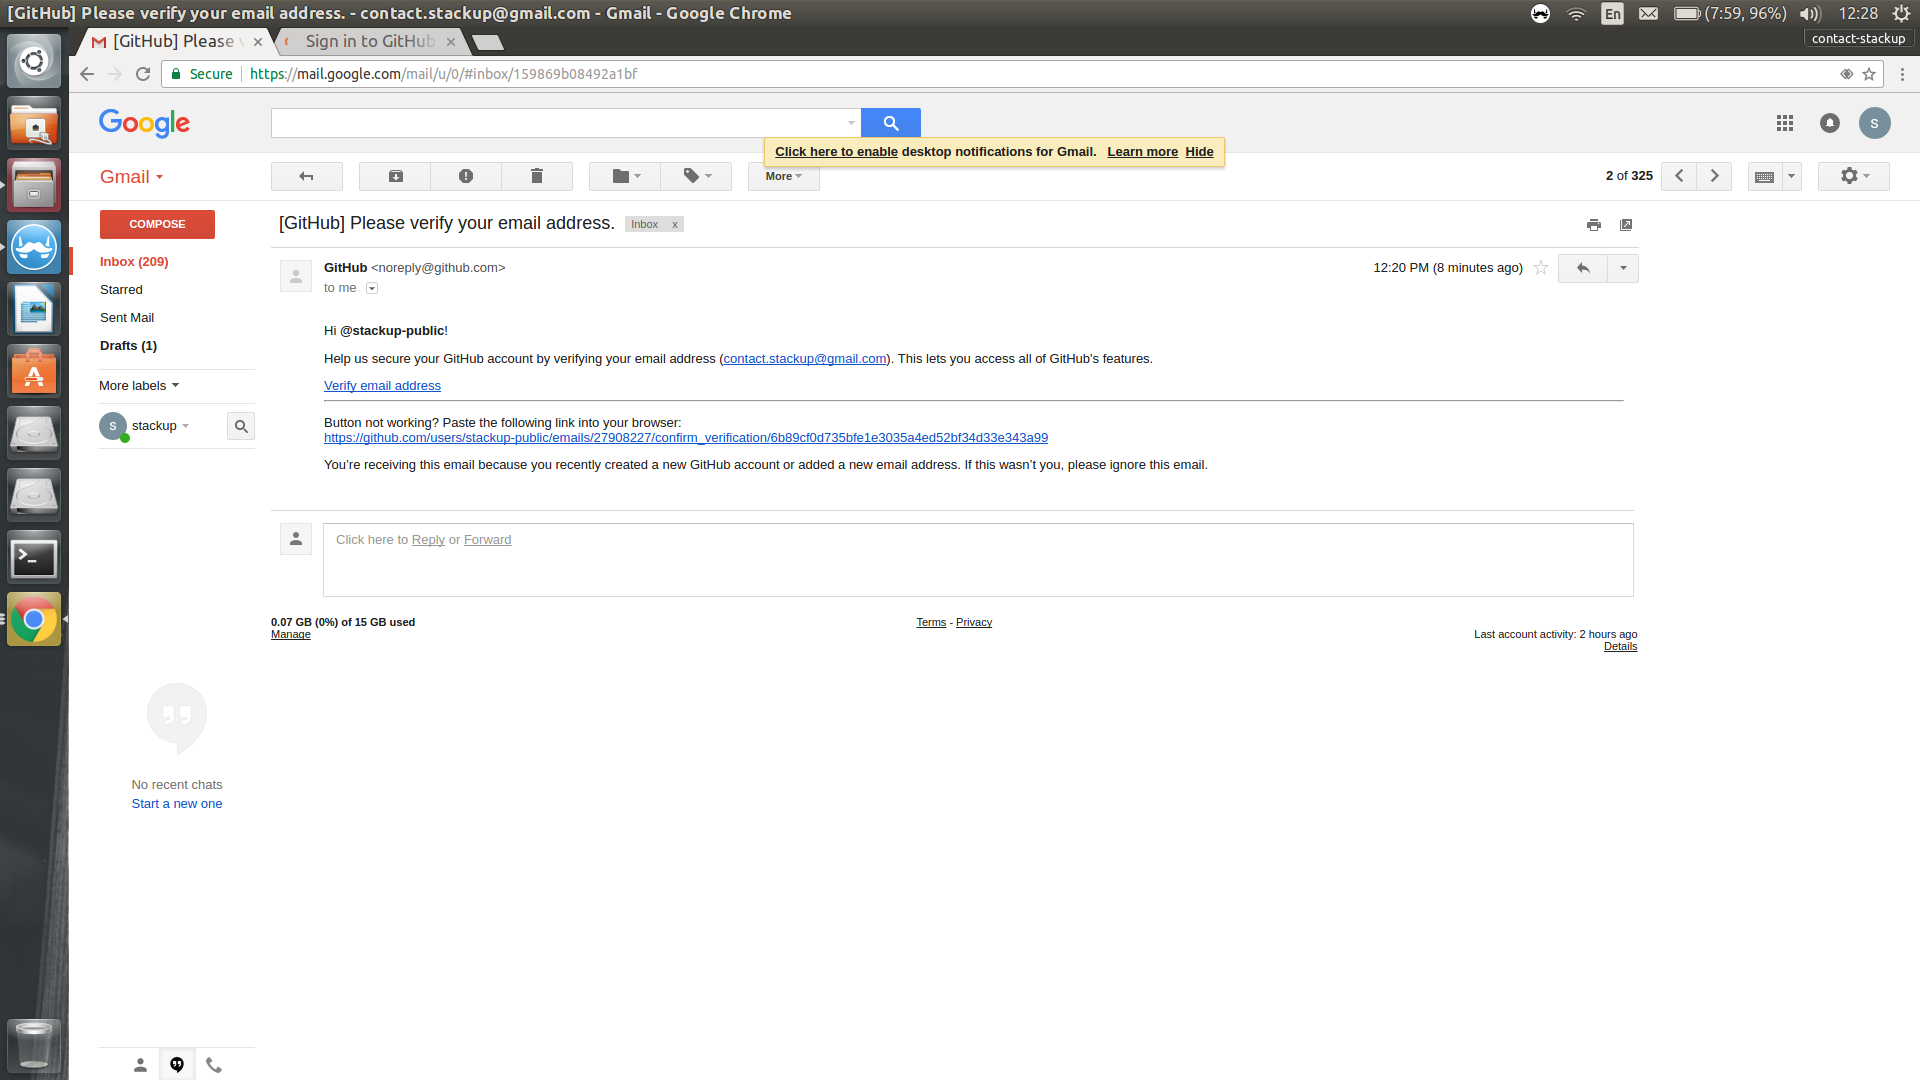 [GitHub] Please verify your email address. - contact.stackup@gmail.com - Gmail - Google Chrome
En
(7:59, 96%)
12:28
[GitHub] Please
Sign in to GitHub
contact-stackup
Secure
https://mail.google.com/mail/u/0/#inbox/159869b08492a1bf
Google
S
Click here to enable desktop notifications for Gmail. Learn more Hide
Gmail
More
2 of 325
COMPOSE
[GitHub] Please verify your email address.
Inbox x
Inbox (209)
Starred
Sent Mail
Drafts (1)
More labels
S stackup
GitHub <noreply@github.com>
12:20 PM (8 minutes ago)
to me
Hi @stackup-public!
Help us secure your GitHub account by verifying your email address (contact.stackup@gmail.com). This lets you access all of GitHub's features.
Verify email address
Button not working? Paste the following link into your browser:
https://github.com/users/stackup-public/emails/27908227/confirm_verification/6b89cf0d735bfe1e3035a4ed52bf34d33e343a99
You’re receiving this email because you recently created a new GitHub account or added a new email address. If this wasn’t you, please ignore this email.
Click here to Reply or Forward
0.07 GB (0%) of 15 GB used
Manage
Terms - Privacy
Last account activity: 2 hours ago
Details
No recent chats
Start a new one